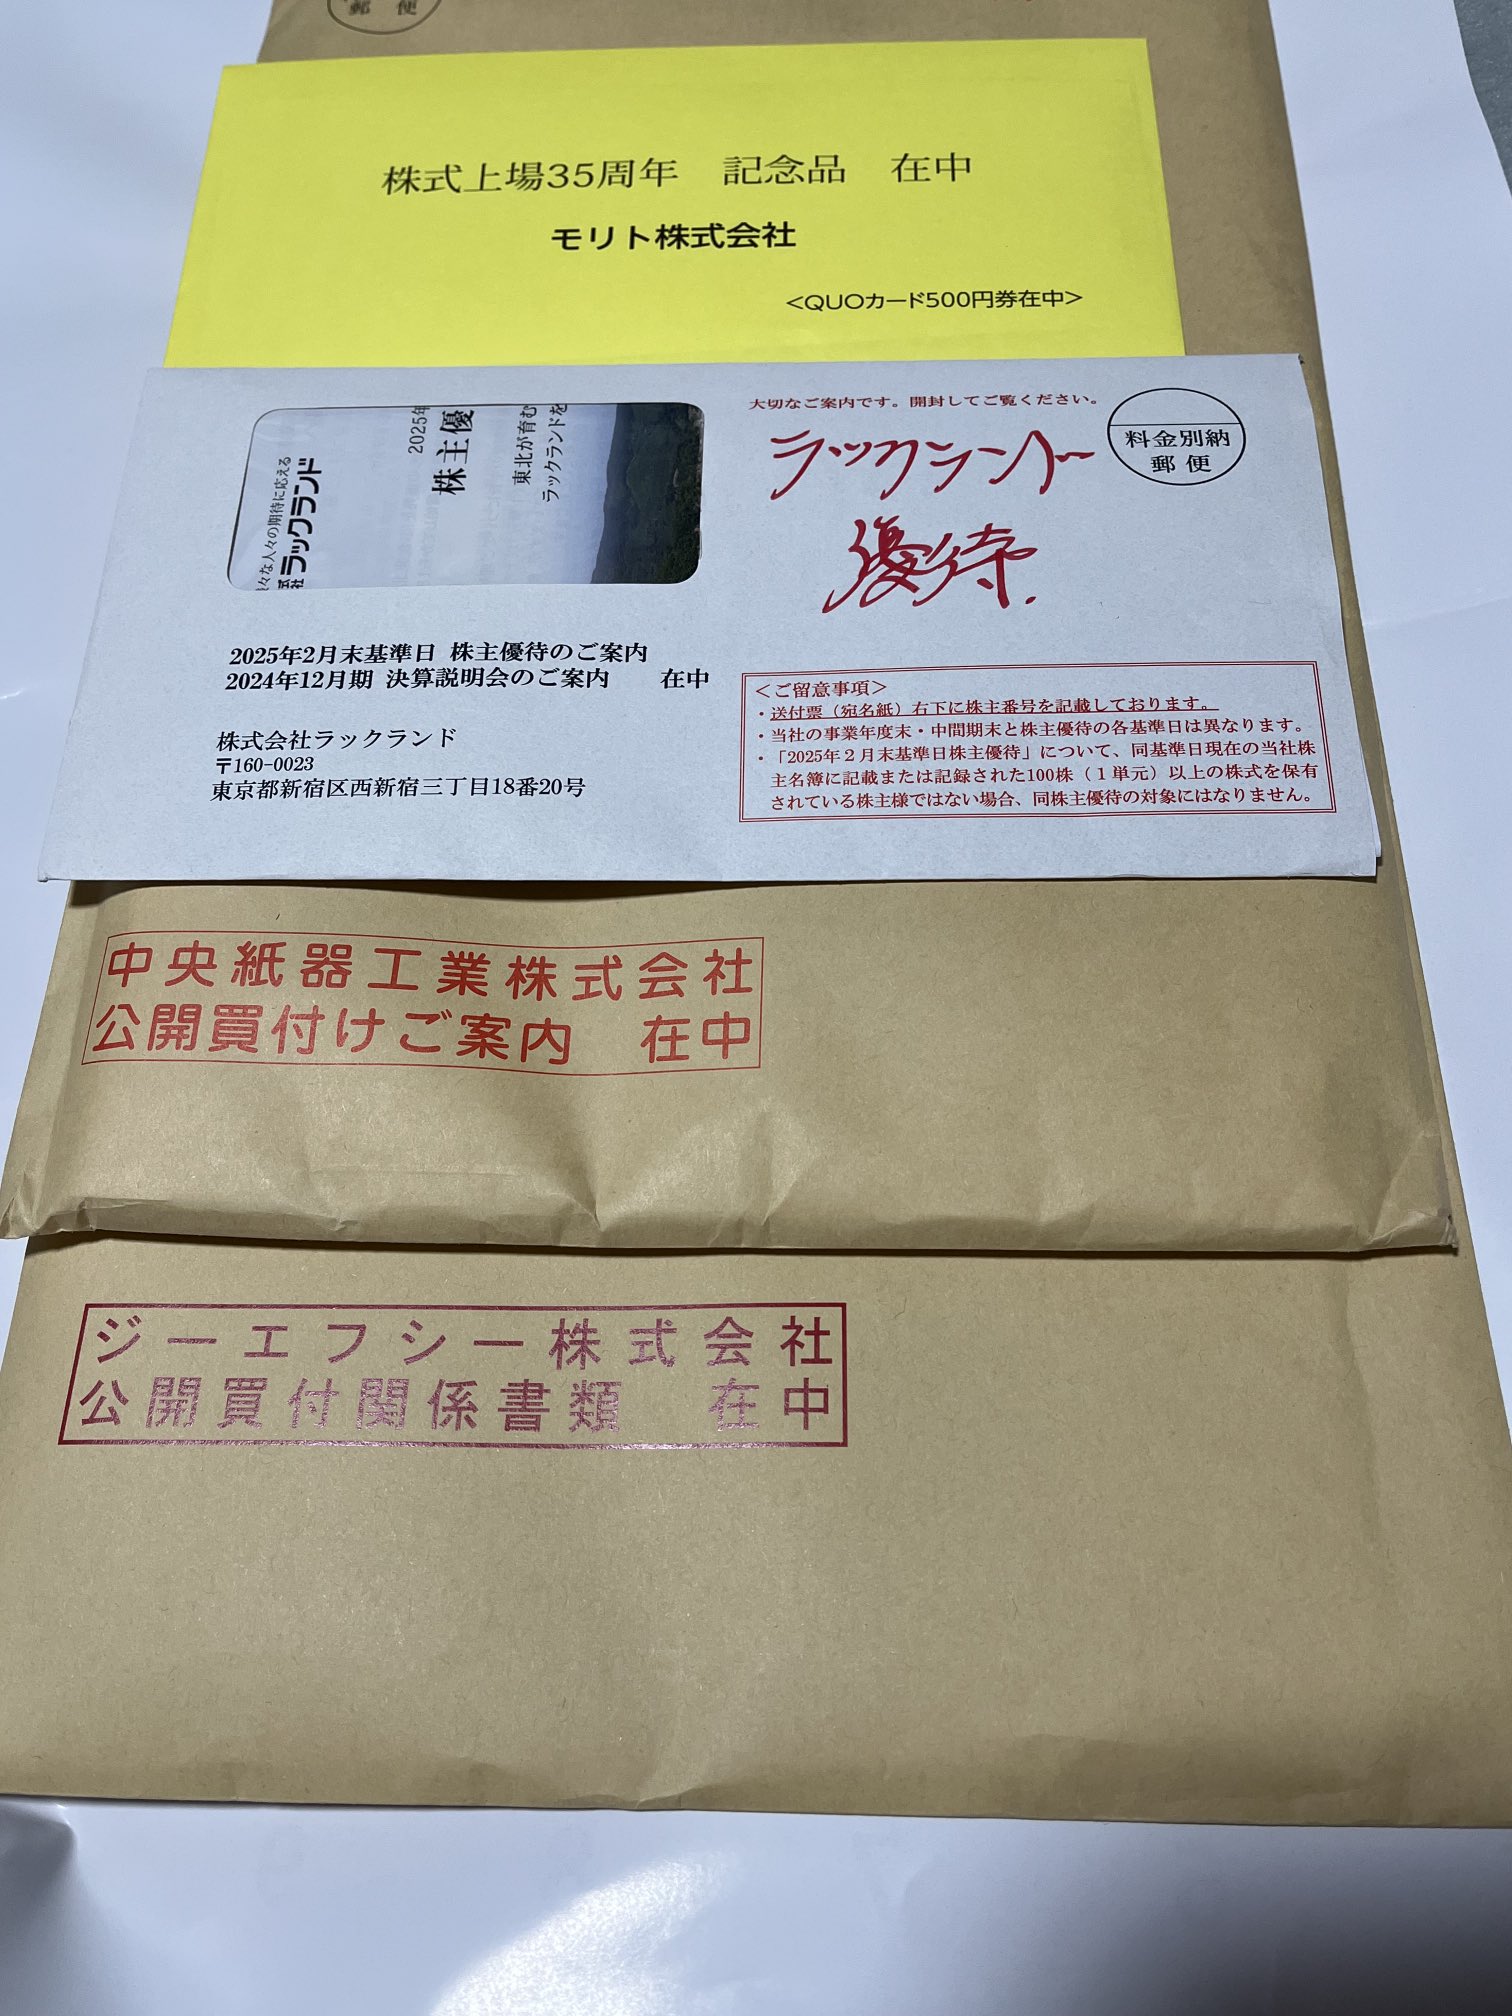 郵便
株式上場35周年　記念品　在中
モリト株式会社
<QUOカード500円券在中>
大切なご案内です。開封してご覧ください。
料金別納
郵便
ラックランド
優待.
な人々の期待に応える
ラックランド
2025年
株主優
東北が育む
ラックランドを
2025年2月末基準日 株主優待のご案内
2024年12月期 決算説明会のご案内　在中
株式会社ラックランド
〒160-0023
東京都新宿区西新宿三丁目18番20号
<ご留意事項>
・送付票（宛名紙）右下に株主番号を記載しております。
・当社の事業年度末・中間期末と株主優待の各基準日は異なります。
・「2025年２月末基準日株主優待」について、同基準日現在の当社株
主名簿に記載または記録された100株（１単元）以上の株式を保有
されている株主様ではない場合、同株主優待の対象にはなりません。
中央紙器工業株式会社
公開買付けご案内　在中
ジーエフシー株式会社
公開買付関係書類　在中